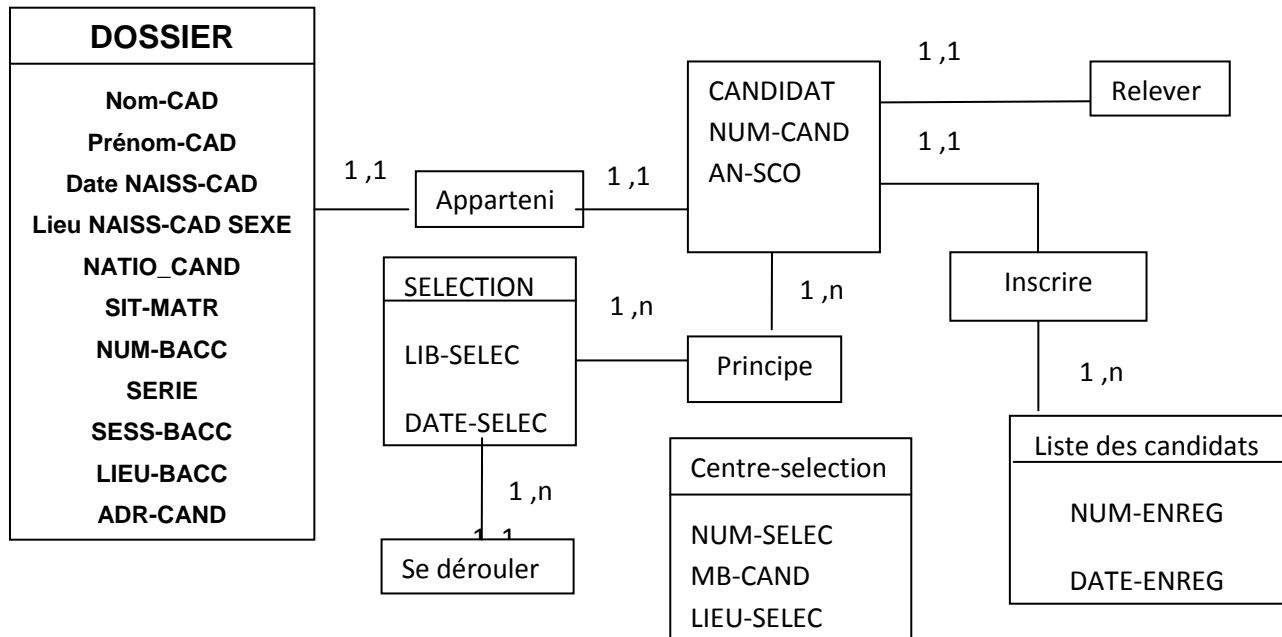 DOSSIER
Nom-CAD
Prénom-CAD
Date NAISS-CAD
Lieu NAISS-CAD SEXE
NATIO_CAND
SIT-MATR
NUM-BACC
SERIE
SESS-BACC
LIEU-BACC
ADR-CAND
1 ,1
Apparteni
1 ,1
CANDIDAT
NUM-CAND
AN-SCO
1 ,1
Relever
1 ,1
Inscrire
1 ,n
Liste des candidats
NUM-ENREG
DATE-ENREG
1 ,n
Principe
1 ,n
SELECTION
LIB-SELEC
DATE-SELEC
1 ,n
1 1
Se dérouler
Centre-selection
NUM-SELEC
MB-CAND
LIEU-SELEC